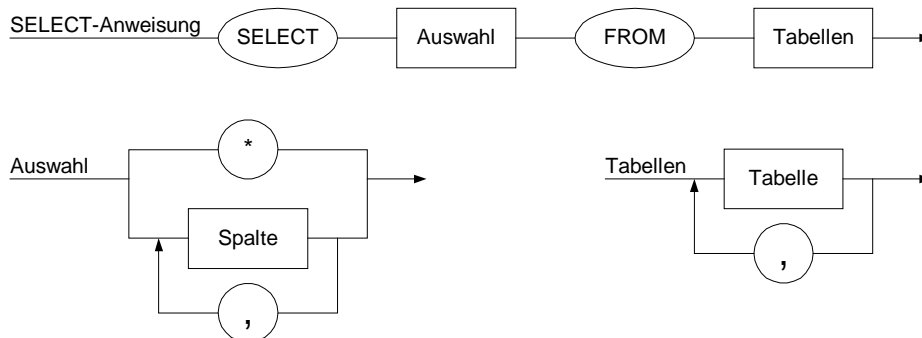 SELECT-Anweisung SELECT Auswahl FROM Tabellen
Auswahl * Tabellen Tabelle
Spalte
, ,